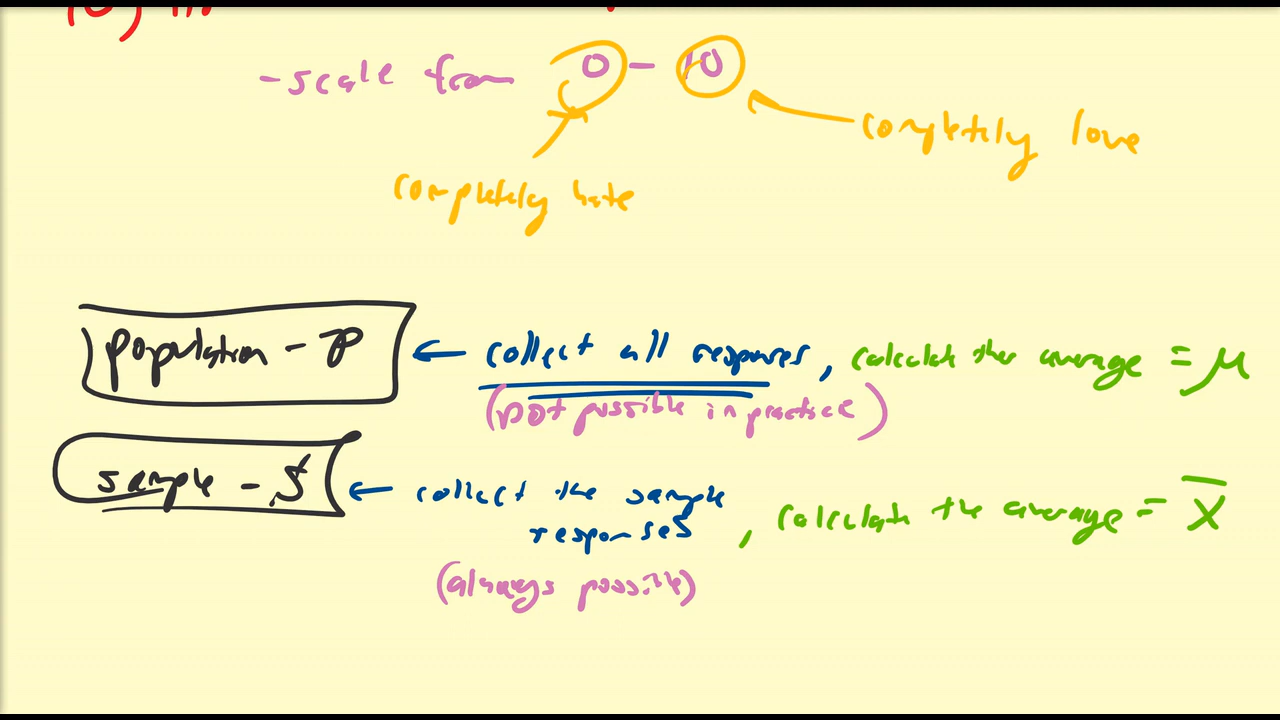 - scale from 0 - 10
completely love
completely hate
population - P ← collect all responses, calculate the average = μ
(not possible in practice)
sample - S ← collect the sample responses, calculate the average = x̄
(always possible)